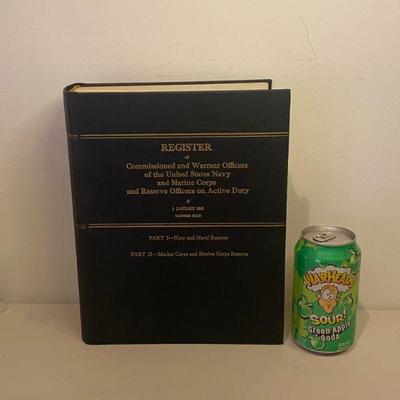 REGISTER
of
Commissioned and Warrant Officers
of the United States Navy
and Marine Corps
and Reserve Officers on Active Duty
1 JANUARY
PART I—Navy and Naval Reserve
PART II—Marine Corps and Marine Corps Reserve
WARHEADS
SOUR!
Green Apple
Soda